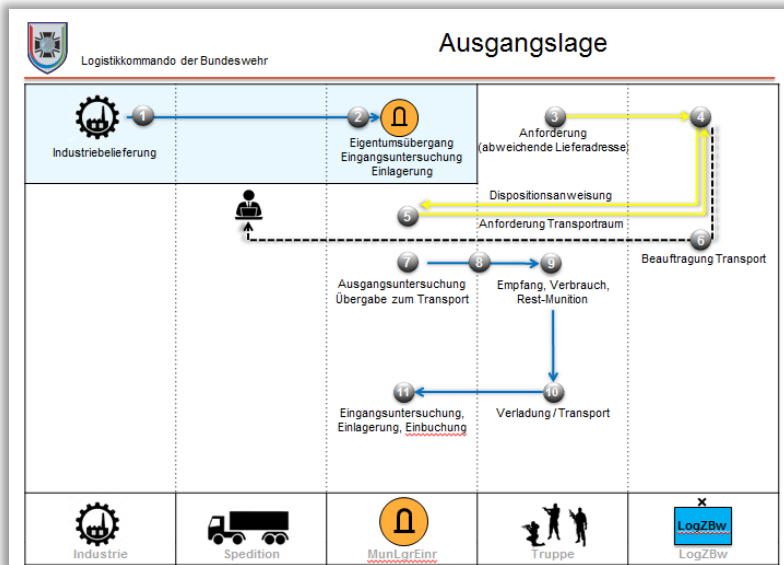 Logistikkommando der Bundeswehr
Ausgangslage
1
2
3
4
Industriebelieferung
Eigentumsübergang
Eingangsuntersuchung
Einlagerung
Anforderung
(abweichende Lieferadresse)
Dispositionsanweisung
5
Anforderung Transportraum
6
Beauftragung Transport
7
8
9
Ausgangsuntersuchung
Übergabe zum Transport
Empfang, Verbrauch,
Rest-Munition
11
10
Eingangsuntersuchung,
Einlagerung, Einbuchung
Verladung / Transport
LogZBw
Industrie
Spedition
MunLgrEinr
Truppe
LogZBw